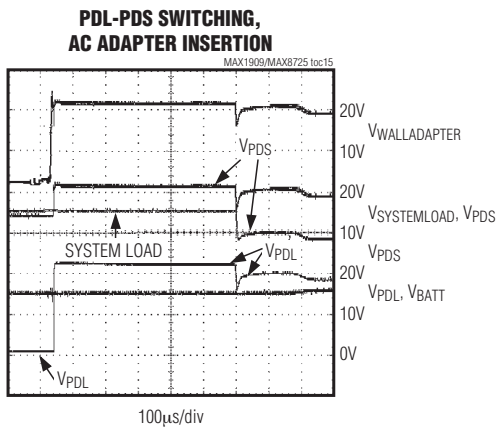 PDL-PDS SWITCHING,
AC ADAPTER INSERTION
MAX1909/MAX8725 toc15
20V
VWALLADAPTER
10V
VPDS
20V
VSYSTEMLOAD, VPDS
10V
SYSTEM LOAD
VPDL
VPDS
20V
VPDL, VBATT
10V
0V
VPDL
100μs/div